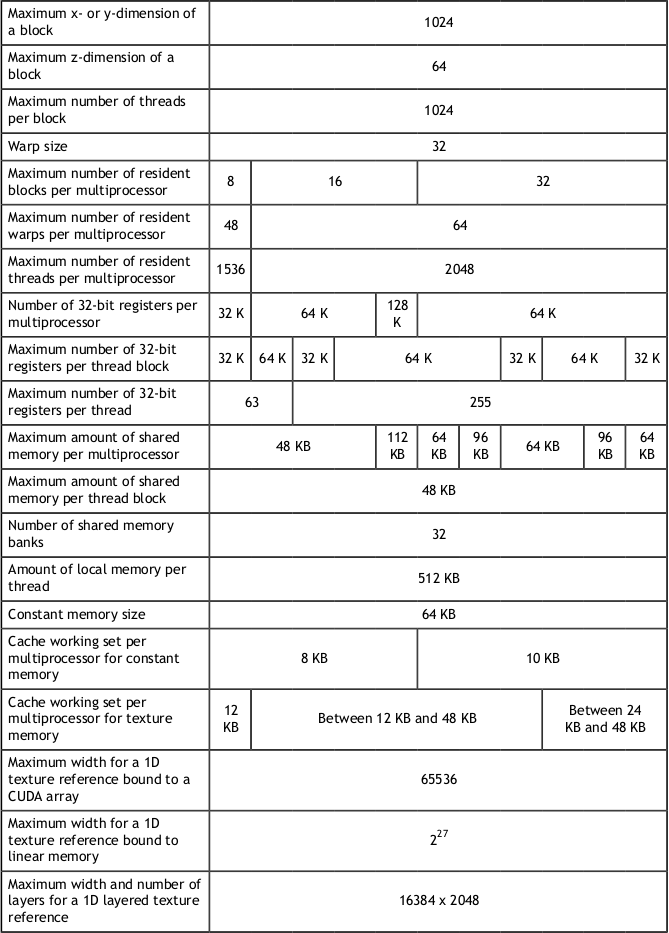 Maximum x- or y-dimension of
a block
1024
Maximum z-dimension of a
block
64
Maximum number of threads
per block
1024
Warp size
32
Maximum number of resident
blocks per multiprocessor
8
16
32
Maximum number of resident
warps per multiprocessor
48
64
Maximum number of resident
threads per multiprocessor
1536
2048
Number of 32-bit registers per
multiprocessor
32 K
64 K
128
K
64 K
Maximum number of 32-bit
registers per thread block
32 K
64 K
32 K
64 K
32 K
64 K
32 K
Maximum number of 32-bit
registers per thread
63
255
Maximum amount of shared
memory per multiprocessor
48 KB
112
KB
64
KB
96
KB
64 KB
96
KB
64
KB
Maximum amount of shared
memory per thread block
48 KB
Number of shared memory
banks
32
Amount of local memory per
thread
512 KB
Constant memory size
64 KB
Cache working set per
multiprocessor for constant
memory
8 KB
10 KB
Cache working set per
multiprocessor for texture
memory
12
KB
Between 12 KB and 48 KB
Between 24
KB and 48 KB
Maximum width for a 1D
texture reference bound to a
CUDA array
65536
Maximum width for a 1D
texture reference bound to
linear memory
2²⁷
Maximum width and number of
layers for a 1D layered texture
reference
16384 x 2048